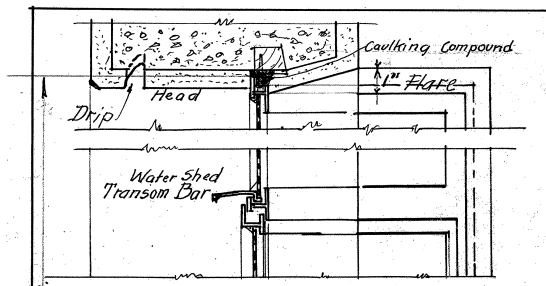 Caulking Compound
1" Flare
Head
Drip
Water Shed
Transom Bar